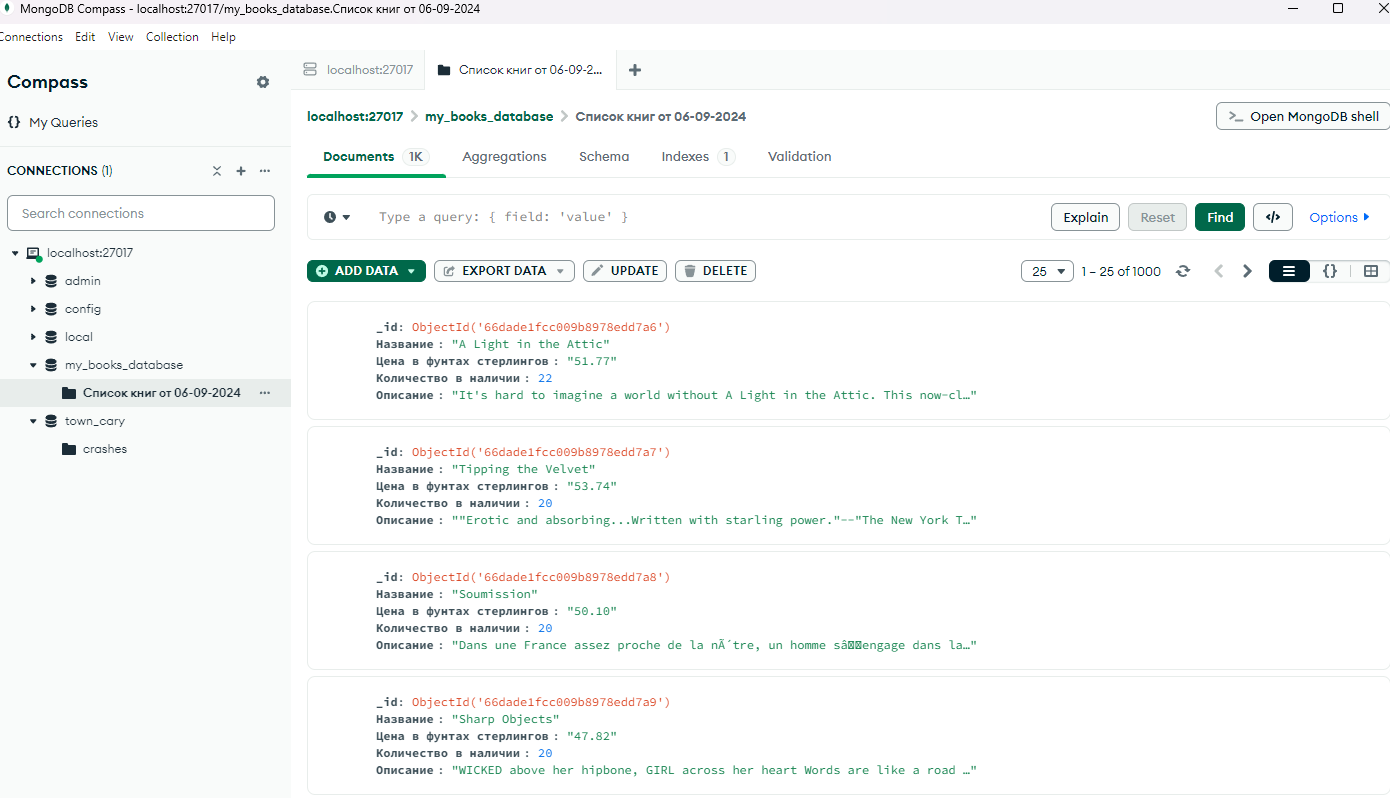 MongoDB Compass - localhost:27017/my_books_database.Список книг от 06-09-2024
Connections Edit View Collection Help
Compass
My Queries
CONNECTIONS (1)
Search connections
localhost:27017
admin
config
local
my_books_database
Список книг от 06-09-2024
town_cary
crashes
localhost:27017 Список книг от 06-09-2...
localhost:27017 my_books_database Список книг от 06-09-2024
>_ Open MongoDB shell
Documents 1K Aggregations Schema Indexes 1 Validation
Type a query: { field: 'value' }
Explain Reset Find </> Options
ADD DATA EXPORT DATA UPDATE DELETE
25 1 – 25 of 1000 {}
_id: ObjectId('66dade1fcc009b8978edd7a6')
Название : "A Light in the Attic"
Цена в фунтах стерлингов : "51.77"
Количество в наличии : 22
Описание : "It's hard to imagine a world without A Light in the Attic. This now-cl…"
_id: ObjectId('66dade1fcc009b8978edd7a7')
Название : "Tipping the Velvet"
Цена в фунтах стерлингов : "53.74"
Количество в наличии : 20
Описание : ""Erotic and absorbing...Written with starling power."--"The New York T…"
_id: ObjectId('66dade1fcc009b8978edd7a8')
Название : "Soumission"
Цена в фунтах стерлингов : "50.10"
Количество в наличии : 20
Описание : "Dans une France assez proche de la nÃ´tre, un homme sâengage dans la…"
_id: ObjectId('66dade1fcc009b8978edd7a9')
Название : "Sharp Objects"
Цена в фунтах стерлингов : "47.82"
Количество в наличии : 20
Описание : "WICKED above her hipbone, GIRL across her heart Words are like a road …"